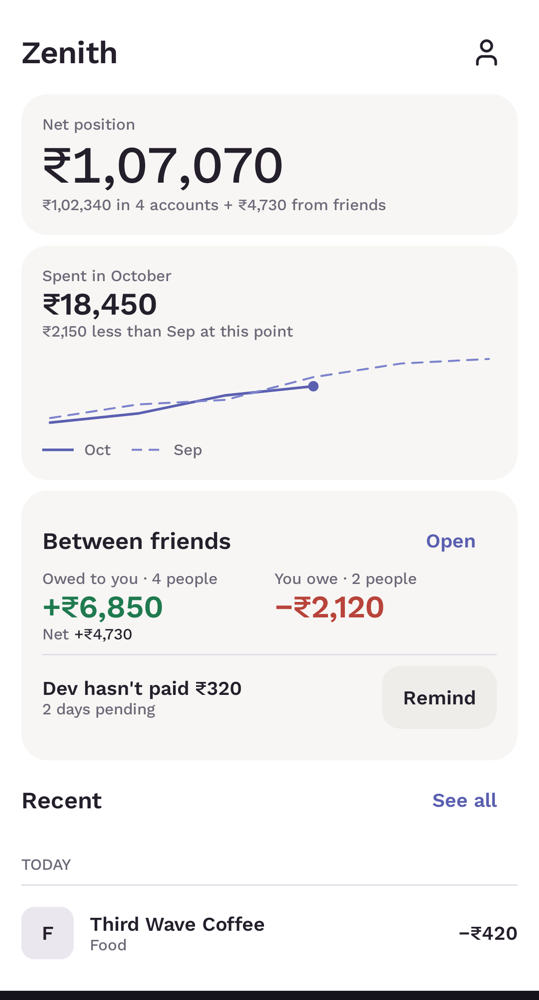 Zenith
Net position
₹1,07,070
₹1,02,340 in 4 accounts + ₹4,730 from friends
Spent in October
₹18,450
₹2,150 less than Sep at this point
Oct Sep
Between friends Open
Owed to you · 4 people You owe · 2 people
+₹6,850 −₹2,120
Net +₹4,730
Dev hasn't paid ₹320
2 days pending
Remind
Recent See all
TODAY
F
Third Wave Coffee −₹420
Food